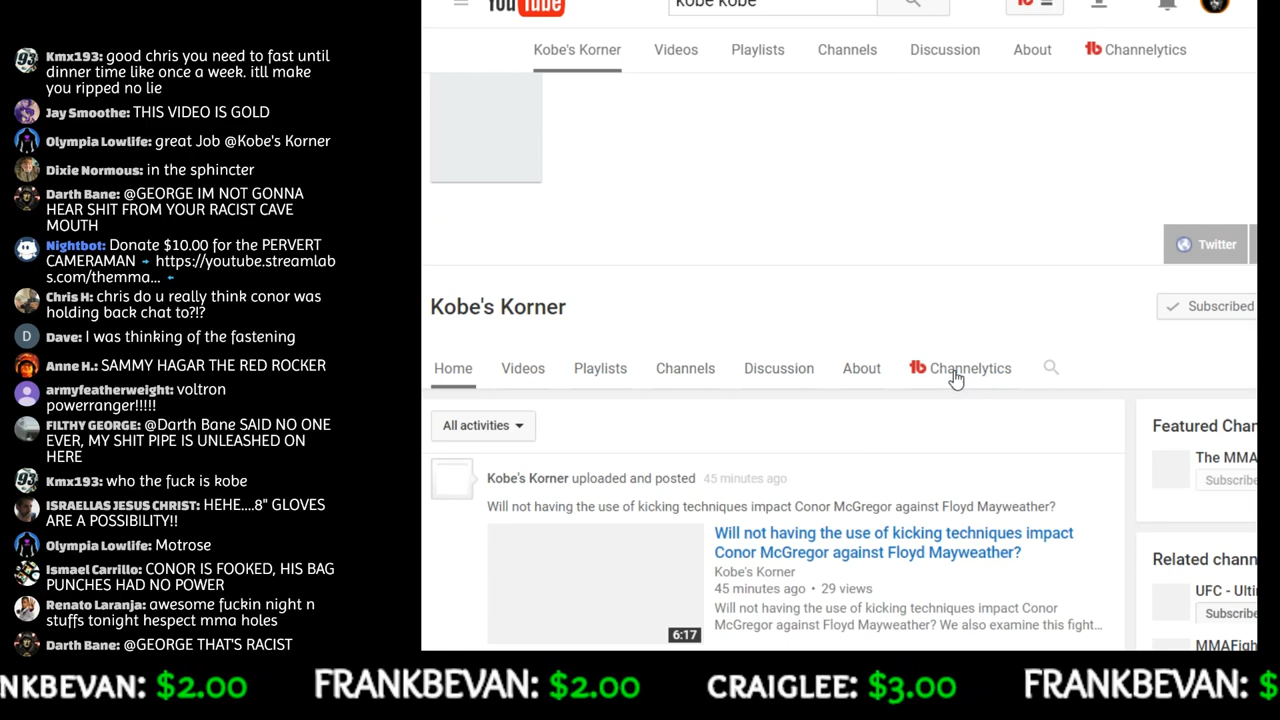 Kmx193: good chris you need to fast until
dinner time like once a week. itll make
you ripped no lie
Jay Smoothe: THIS VIDEO IS GOLD
Olympia Lowlife: great Job @Kobe's Korner
Dixie Normous: in the sphincter
Darth Bane: @GEORGE IM NOT GONNA
HEAR SHIT FROM YOUR RACIST CAVE
MOUTH
Nightbot: Donate $10.00 for the PERVERT
CAMERAMAN → https://youtube.streamlab
s.com/themma... ←
Chris H: chris do u really think conor was
holding back chat to?!?
D Dave: I was thinking of the fastening
Anne H.: SAMMY HAGAR THE RED ROCKER
armyfeatherweight: voltron
powerranger!!!!!
FILTHY GEORGE: @Darth Bane SAID NO ONE
EVER, MY SHIT PIPE IS UNLEASHED ON
HERE
Kmx193: who the fuck is kobe
ISRAELLAS JESUS CHRIST: HEHE....8" GLOVES
ARE A POSSIBILITY!!
Olympia Lowlife: Motrose
Ismael Carrillo: CONOR IS FOOKED, HIS BAG
PUNCHES HAD NO POWER
Renato Laranja: awesome fuckin night n
stuffs tonight hespect mma holes
Darth Bane: @GEORGE THAT'S RACIST
YouTube
kobe kobe
Kobe's Korner Videos Playlists Channels Discussion About tb Channelytics
Twitter
Kobe's Korner
Subscribed
Home Videos Playlists Channels Discussion About tb Channelytics
All activities
Kobe's Korner uploaded and posted 45 minutes ago
Will not having the use of kicking techniques impact Conor McGregor against Floyd Mayweather?
Will not having the use of kicking techniques impact
Conor McGregor against Floyd Mayweather?
Kobe's Korner
45 minutes ago • 29 views
Will not having the use of kicking techniques impact Conor
McGregor against Floyd Mayweather? We also examine this fight...
6:17
Featured Chan
The MMA
Subscribe
Related chann
UFC - Ulti
Subscribe
MMAFigh
NKBEVAN: $2.00 FRANKBEVAN: $2.00 CRAIGLEE: $3.00 FRANKBEVAN: $